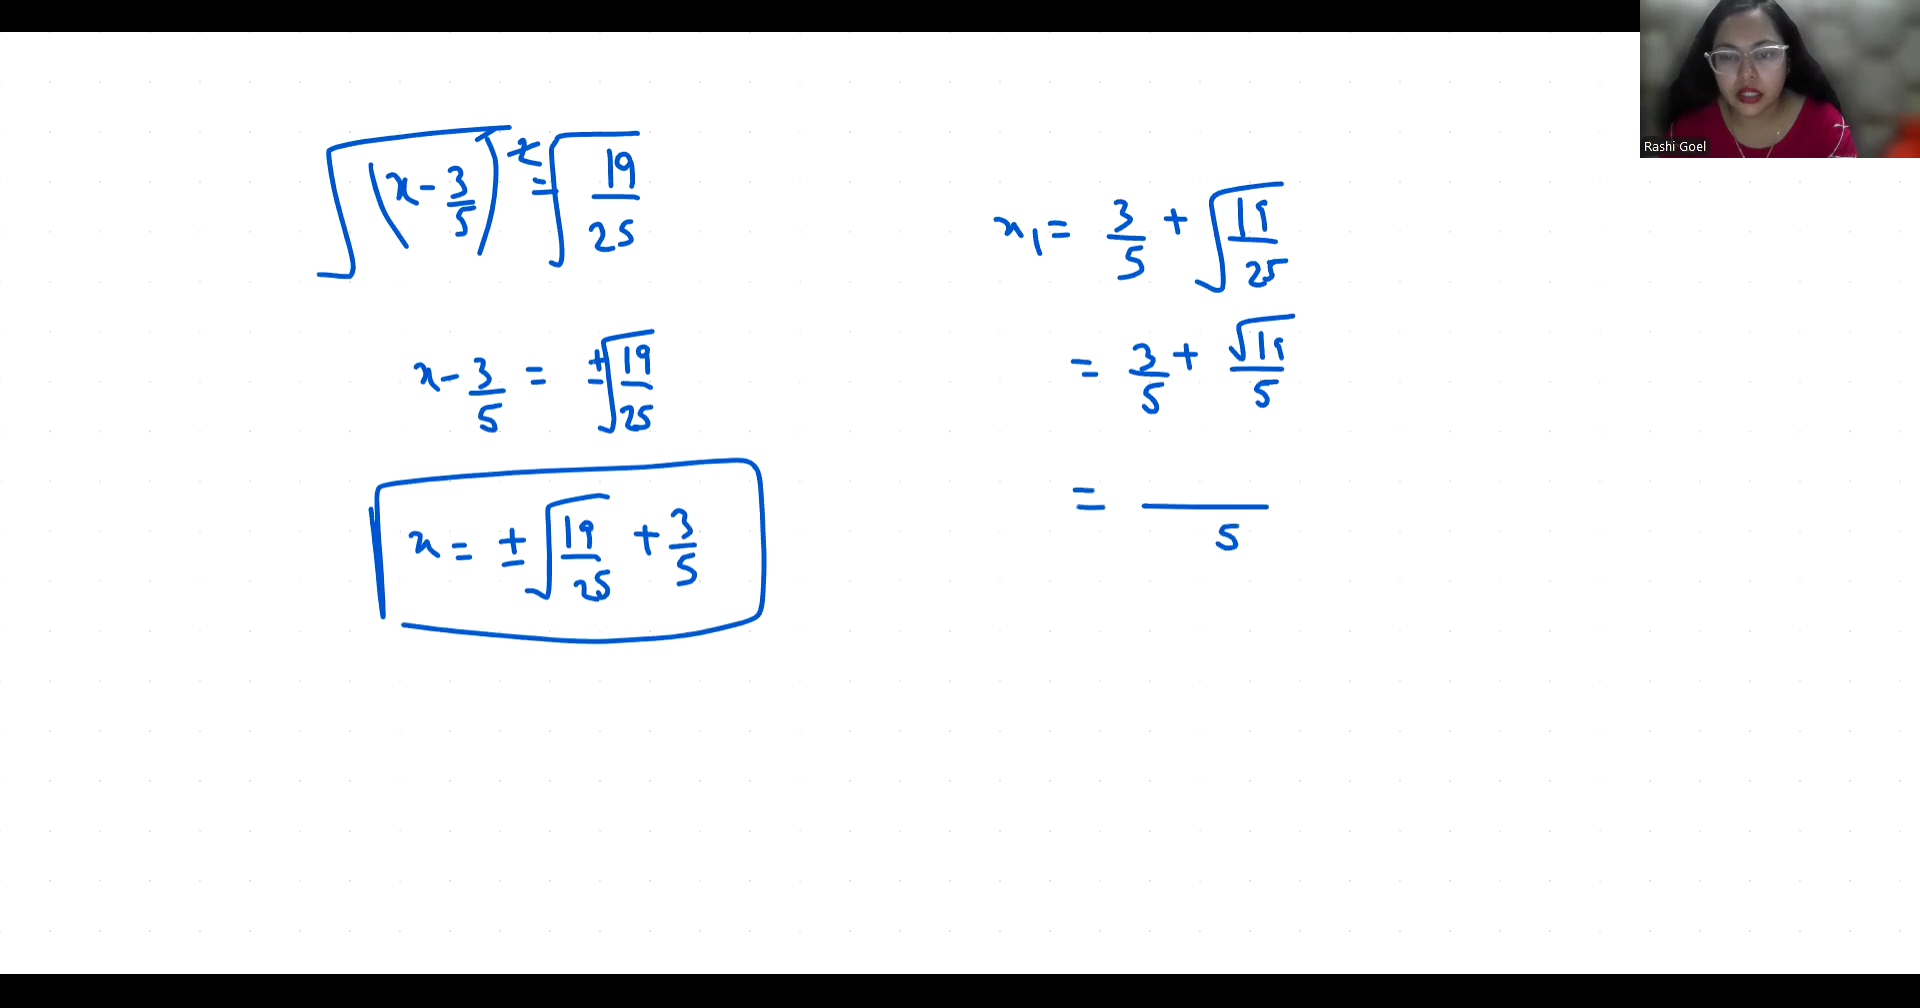 √(x - 3/5)² = √19/25
x - 3/5 = ±√19/25
x = ±√19/25 + 3/5
x₁ = 3/5 + √19/25
= 3/5 + √19/5
= /5
Rashi Goel